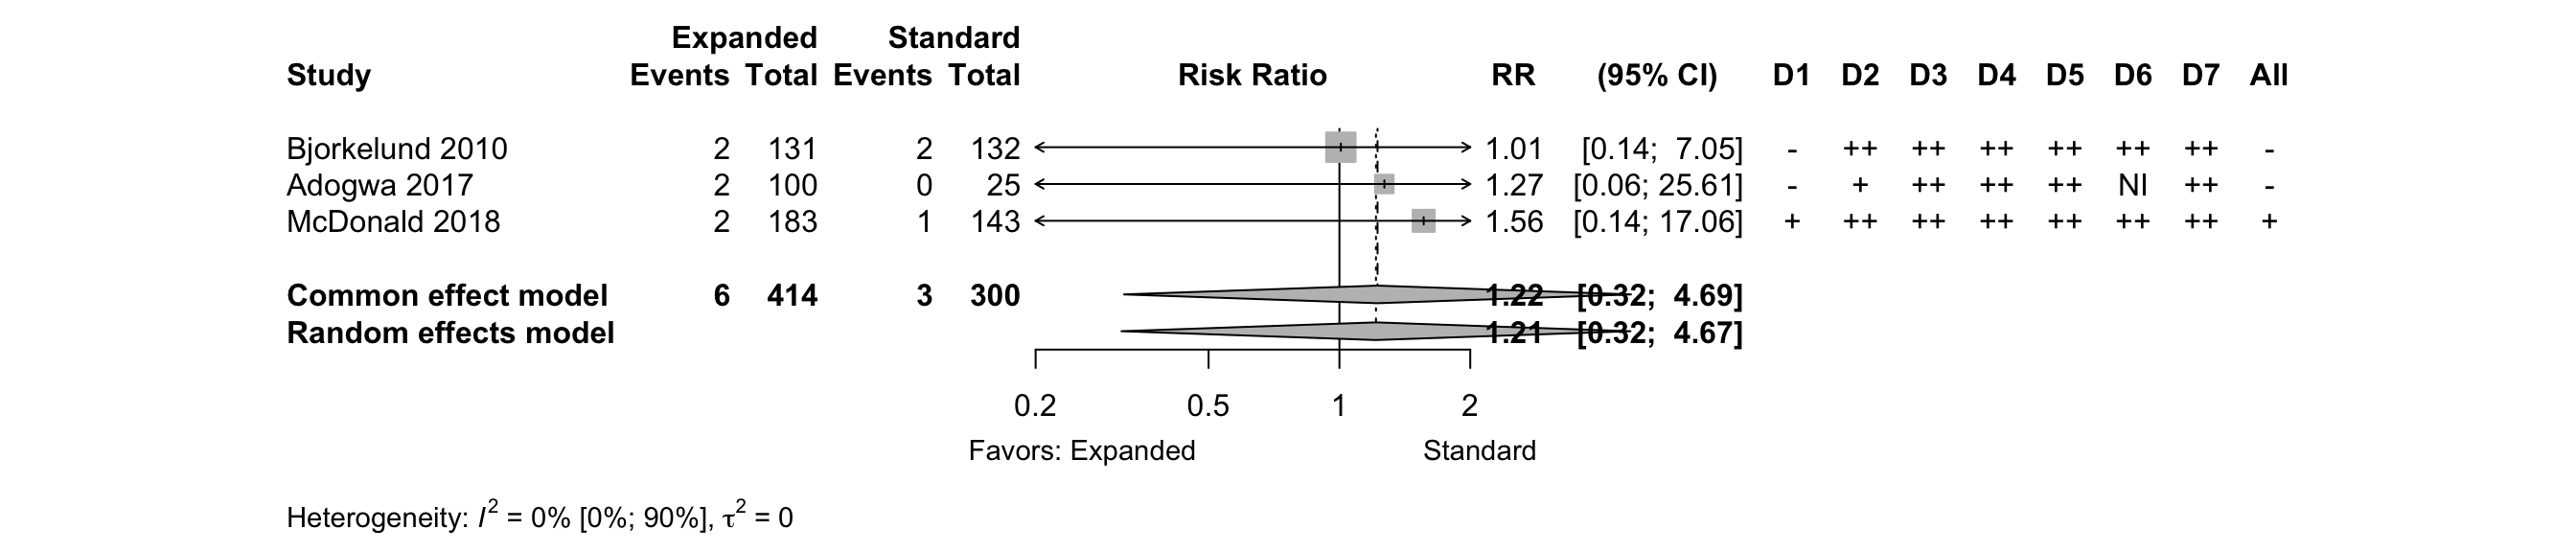 Expanded Standard
Study Events Total Events Total Risk Ratio RR (95% CI) D1 D2 D3 D4 D5 D6 D7 All
Bjorkelund 2010 2 131 2 132 1.01 [0.14; 7.05] - ++ ++ ++ ++ ++ ++ -
Adogwa 2017 2 100 0 25 1.27 [0.06; 25.61] - + ++ ++ ++ NI ++ -
McDonald 2018 2 183 1 143 1.56 [0.14; 17.06] + ++ ++ ++ ++ ++ ++ +
Common effect model 6 414 3 300 1.22 [0.32; 4.69]
Random effects model 1.21 [0.32; 4.67]
0.2 0.5 1 2
Favors: Expanded Standard
Heterogeneity: I² = 0% [0%; 90%], τ² = 0